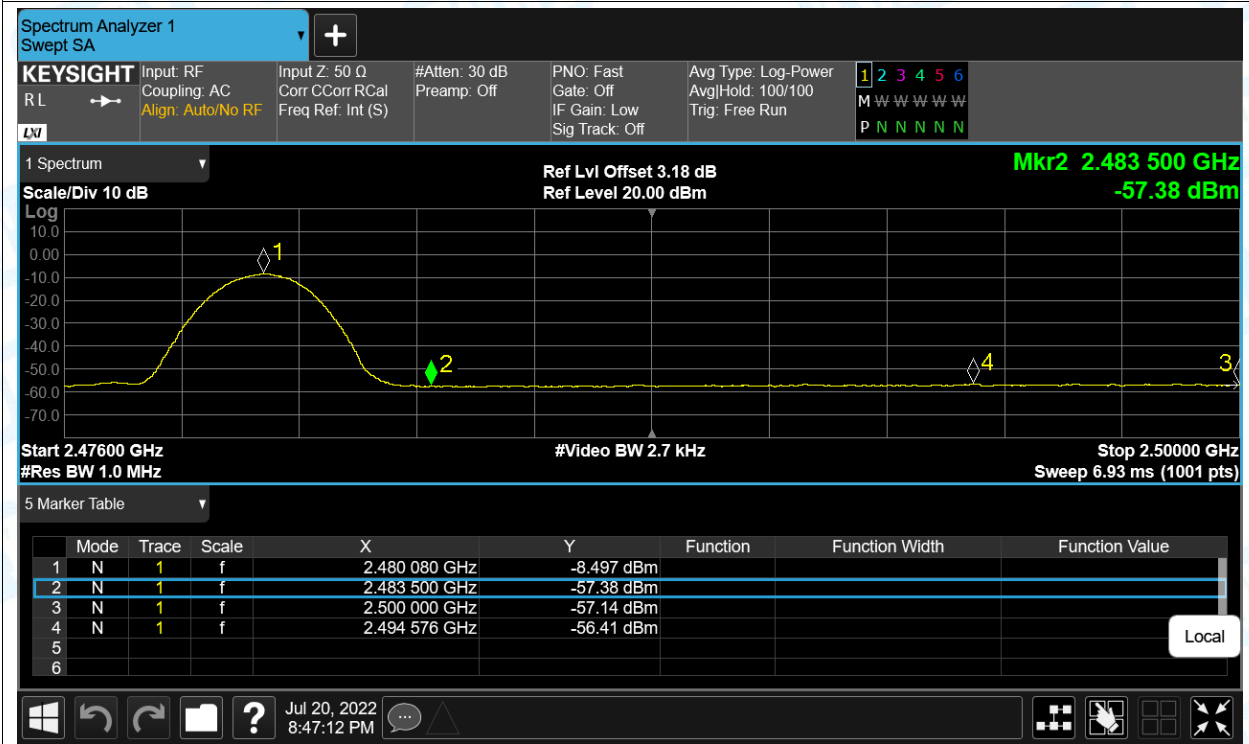 Spectrum Analyzer 1
Swept SA
KEYSIGHT
R L
LXI
Input: RF
Coupling: AC
Align: Auto/No RF
Input Z: 50 Ω
Corr CCorr RCal
Freq Ref: Int (S)
#Atten: 30 dB
Preamp: Off
PNO: Fast
Gate: Off
IF Gain: Low
Sig Track: Off
Avg Type: Log-Power
Avg|Hold: 100/100
Trig: Free Run
1 2 3 4 5 6
M W W W W W
P N N N N N
1 Spectrum
Scale/Div 10 dB
Ref Lvl Offset 3.18 dB
Ref Level 20.00 dBm
Mkr2 2.483 500 GHz
-57.38 dBm
Log
10.0
0.00
-10.0
-20.0
-30.0
-40.0
-50.0
-60.0
-70.0
1
2
4
3
Start 2.47600 GHz
#Res BW 1.0 MHz
#Video BW 2.7 kHz
Stop 2.50000 GHz
Sweep 6.93 ms (1001 pts)
5 Marker Table
Mode Trace Scale X Y Function Function Width Function Value
1 N 1 f 2.480 080 GHz -8.497 dBm
2 N 1 f 2.483 500 GHz -57.38 dBm
3 N 1 f 2.500 000 GHz -57.14 dBm
4 N 1 f 2.494 576 GHz -56.41 dBm
5
6
Local
?
Jul 20, 2022
8:47:12 PM